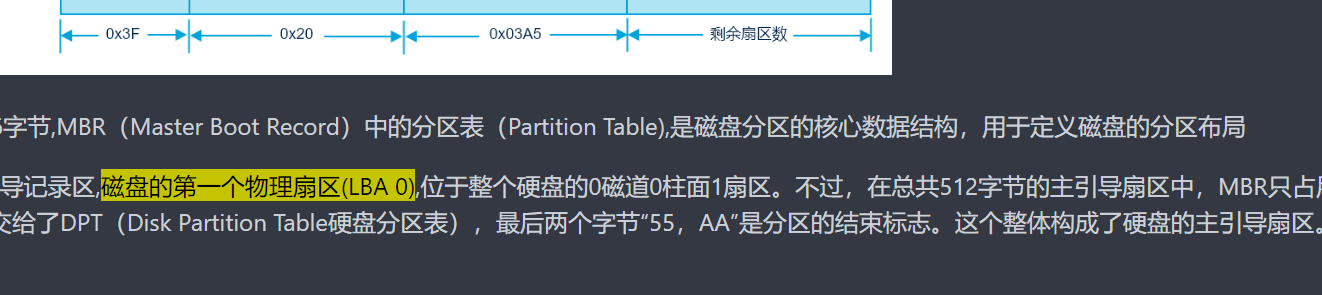 0x3F 0x20 0x03A5 剩余扇区数
字节,MBR（Master Boot Record）中的分区表（Partition Table),是磁盘分区的核心数据结构，用于定义磁盘的分区布局
导记录区,磁盘的第一个物理扇区(LBA 0),位于整个硬盘的0磁道0柱面1扇区。不过，在总共512字节的主引导扇区中，MBR只占
交给了DPT（Disk Partition Table硬盘分区表），最后两个字节“55，AA”是分区的结束标志。这个整体构成了硬盘的主引导扇区。